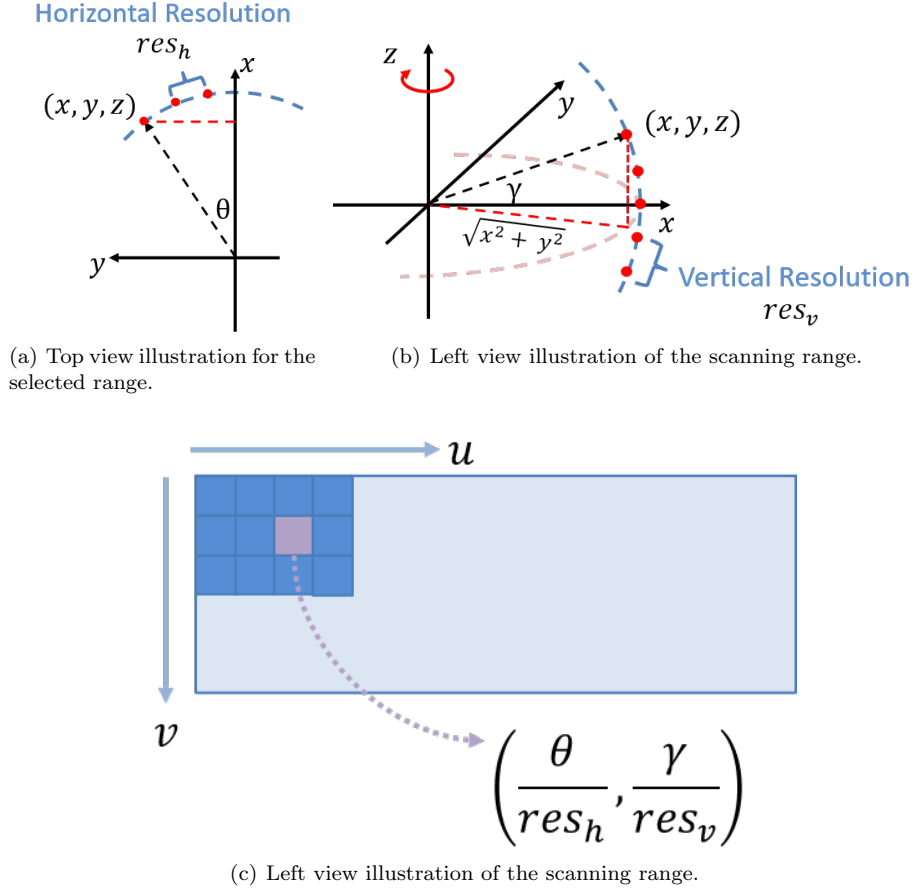 Horizontal Resolution
res_h
x
(x, y, z)
θ
y
z
y
(x, y, z)
γ
x
√(x² + y²)
Vertical Resolution
res_v
(a) Top view illustration for the
selected range.
(b) Left view illustration of the scanning range.
u
v
(θ/res_h, γ/res_v)
(c) Left view illustration of the scanning range.